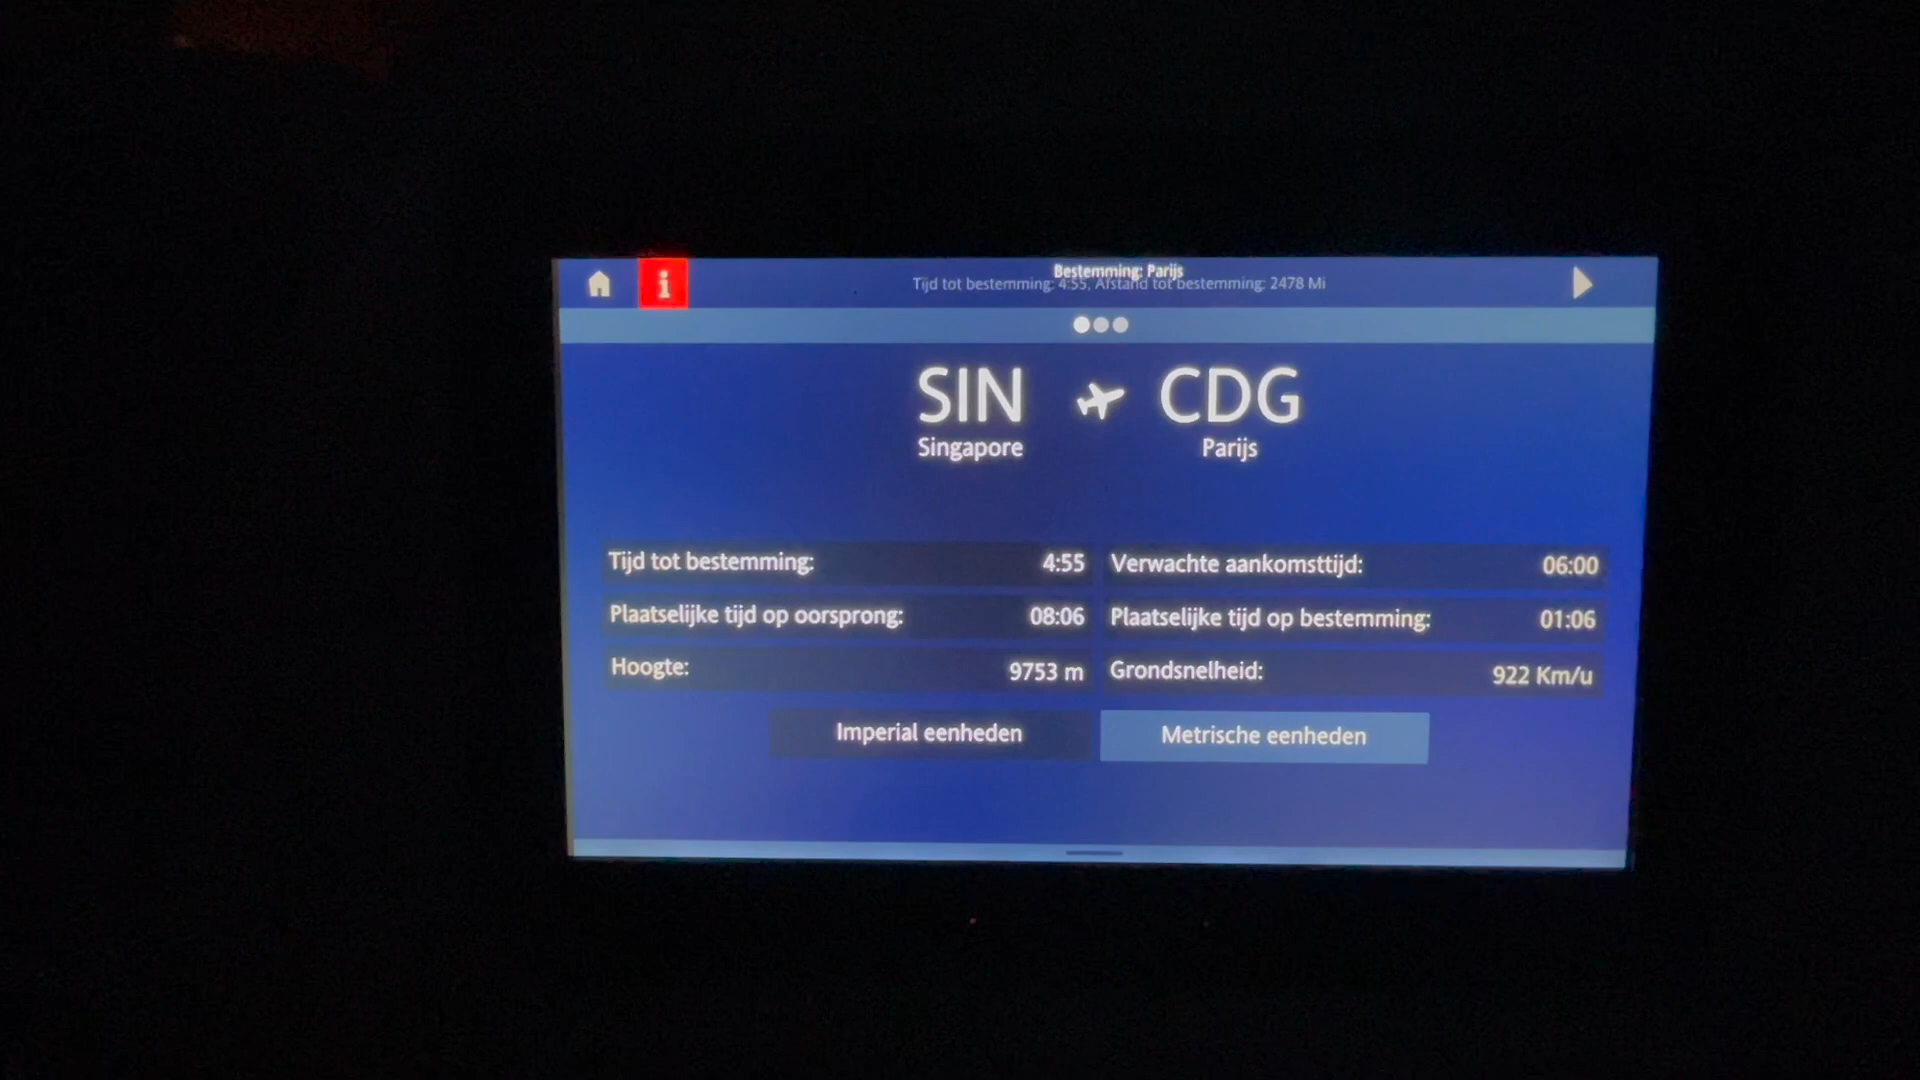 i
Bestemming: Parijs
Tijd tot bestemming: 4:55, Afstand tot bestemming: 2478 Mi
SIN CDG
Singapore Parijs
Tijd tot bestemming: 4:55 Verwachte aankomsttijd: 06:00
Plaatselijke tijd op oorsprong: 08:06 Plaatselijke tijd op bestemming: 01:06
Hoogte: 9753 m Grondsnelheid: 922 Km/u
Imperial eenheden Metrische eenheden